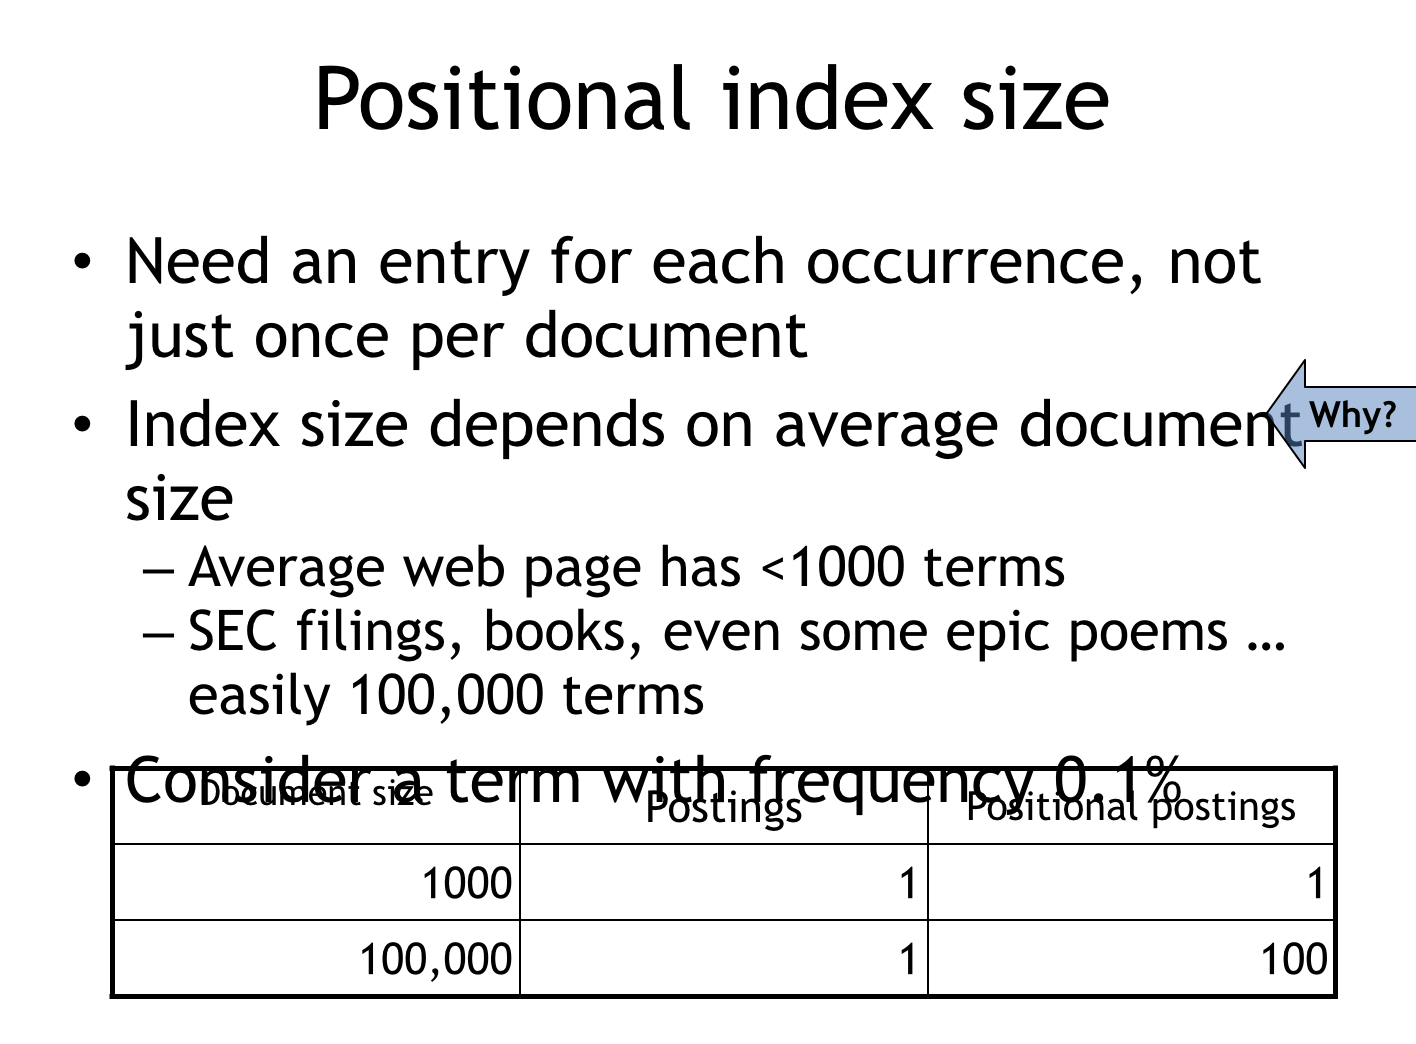 Positional index size
• Need an entry for each occurrence, not
just once per document
• Index size depends on average document
Why?
size
– Average web page has <1000 terms
– SEC filings, books, even some epic poems …
easily 100,000 terms
• Consider a term with frequency 0.1%
Document size Postings Positional postings
1000 1 1
100,000 1 100